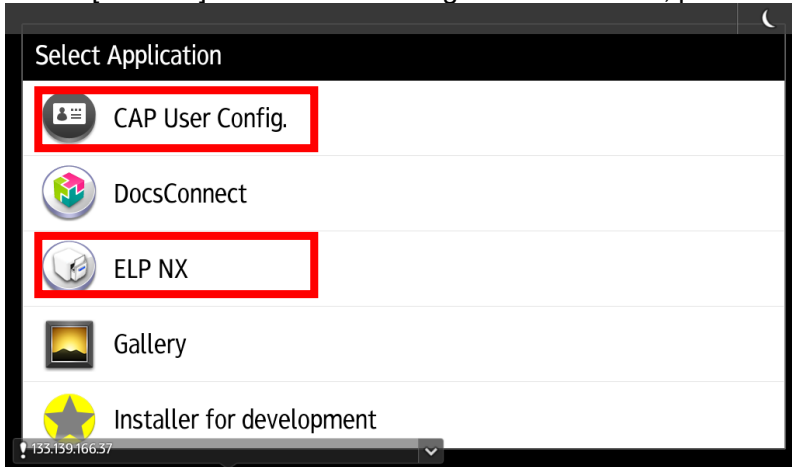 Select Application
CAP User Config.
DocsConnect
ELP NX
Gallery
Installer for development
133.139.166.37